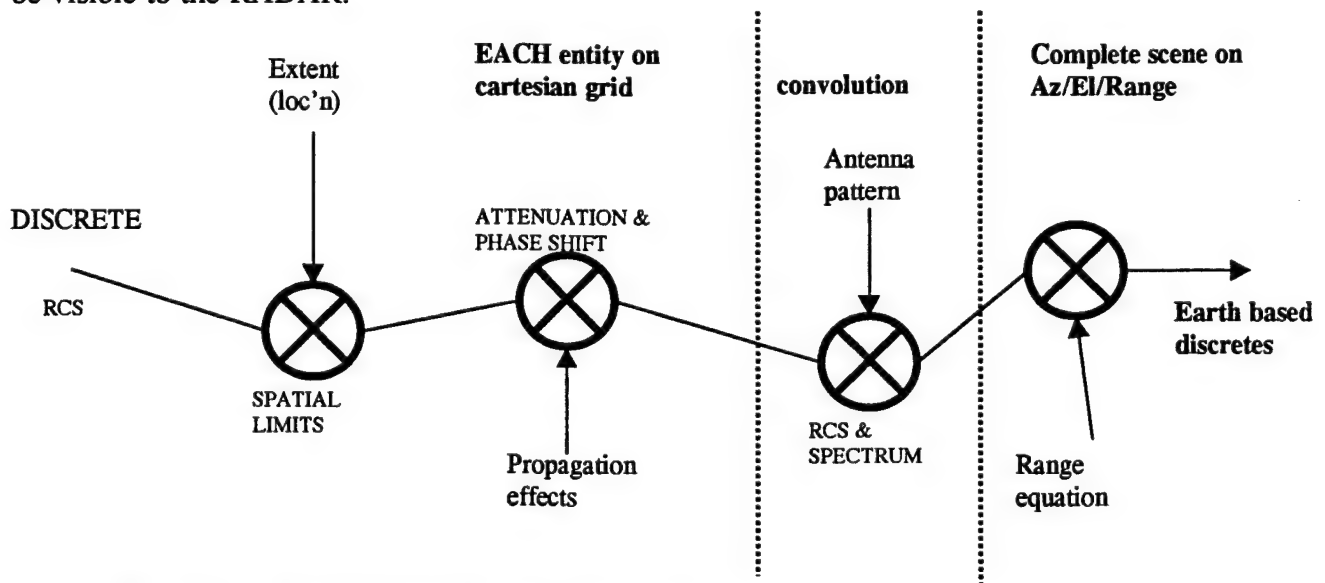 be visible to the RADAR.
EACH entity on
cartesian grid
convolution
Complete scene on
Az/El/Range
Extent
(loc'n)
Antenna
pattern
DISCRETE
RCS
ATTENUATION &
PHASE SHIFT
SPATIAL
LIMITS
Propagation
effects
RCS &
SPECTRUM
Range
equation
Earth based
discretes